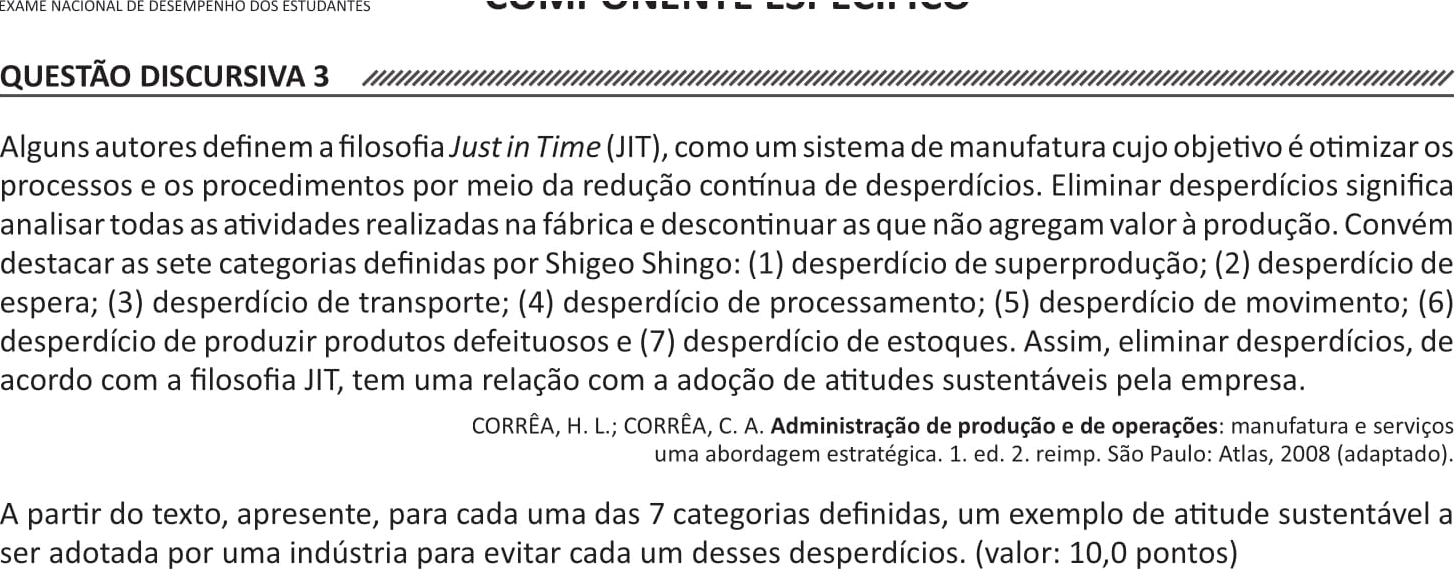 EXAME NACIONAL DE DESEMPENHO DOS ESTUDANTES
COMPONENTE ESPECÍFICO
QUESTÃO DISCURSIVA 3
Alguns autores definem a filosofia Just in Time (JIT), como um sistema de manufatura cujo objetivo é otimizar os
processos e os procedimentos por meio da redução contínua de desperdícios. Eliminar desperdícios significa
analisar todas as atividades realizadas na fábrica e descontinuar as que não agregam valor à produção. Convém
destacar as sete categorias definidas por Shigeo Shingo: (1) desperdício de superprodução; (2) desperdício de
espera; (3) desperdício de transporte; (4) desperdício de processamento; (5) desperdício de movimento; (6)
desperdício de produzir produtos defeituosos e (7) desperdício de estoques. Assim, eliminar desperdícios, de
acordo com a filosofia JIT, tem uma relação com a adoção de atitudes sustentáveis pela empresa.
CORRÊA, H. L.; CORRÊA, C. A. Administração de produção e de operações: manufatura e serviços
uma abordagem estratégica. 1. ed. 2. reimp. São Paulo: Atlas, 2008 (adaptado).
A partir do texto, apresente, para cada uma das 7 categorias definidas, um exemplo de atitude sustentável a
ser adotada por uma indústria para evitar cada um desses desperdícios. (valor: 10,0 pontos)